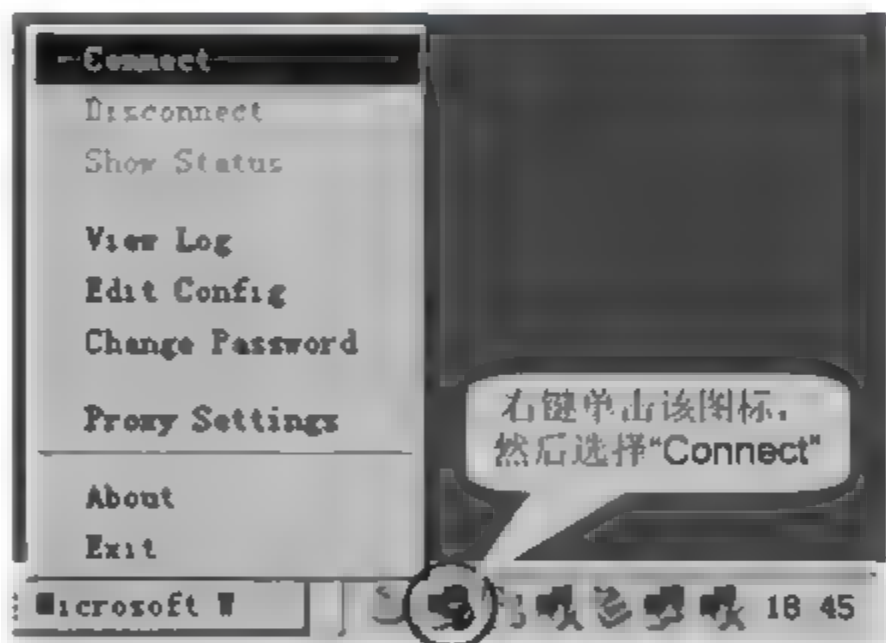 Connect
Disconnect
Show Status
View Log
Edit Config
Change Password
Proxy Settings
About
Exit
右键单击该图标，
然后选择“Connect”
Microsoft W
18 45